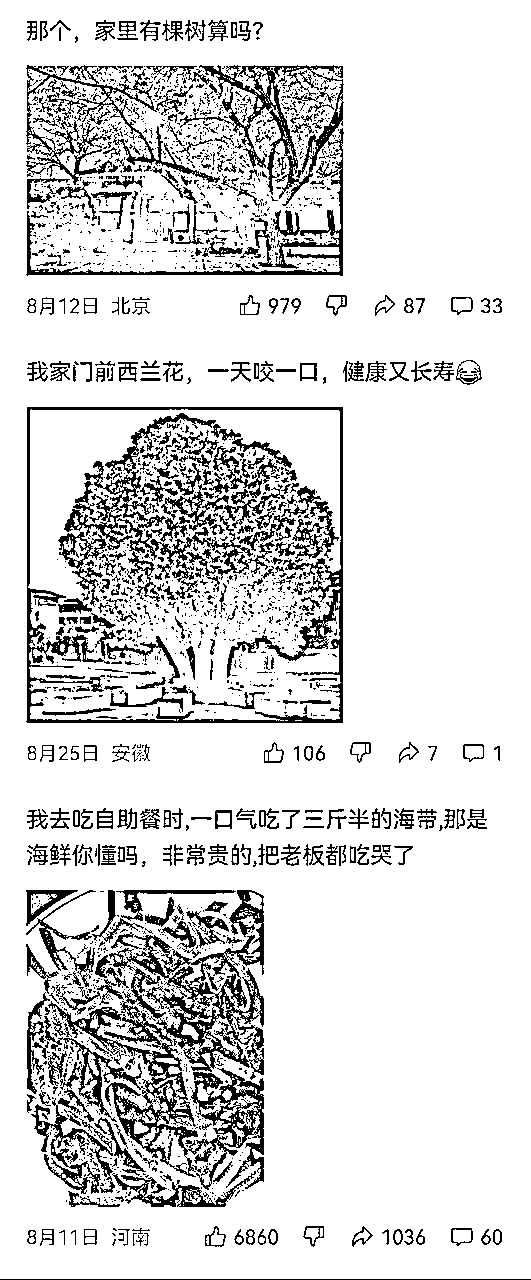 那个，家里有棵树算吗？
8月12日 北京 979 87 33
我家门前西兰花，一天咬一口，健康又长寿😂
8月25日 安徽 106 7 1
我去吃自助餐时,一口气吃了三斤半的海带,那是
海鲜你懂吗，非常贵的,把老板都吃哭了
8月11日 河南 6860 1036 60